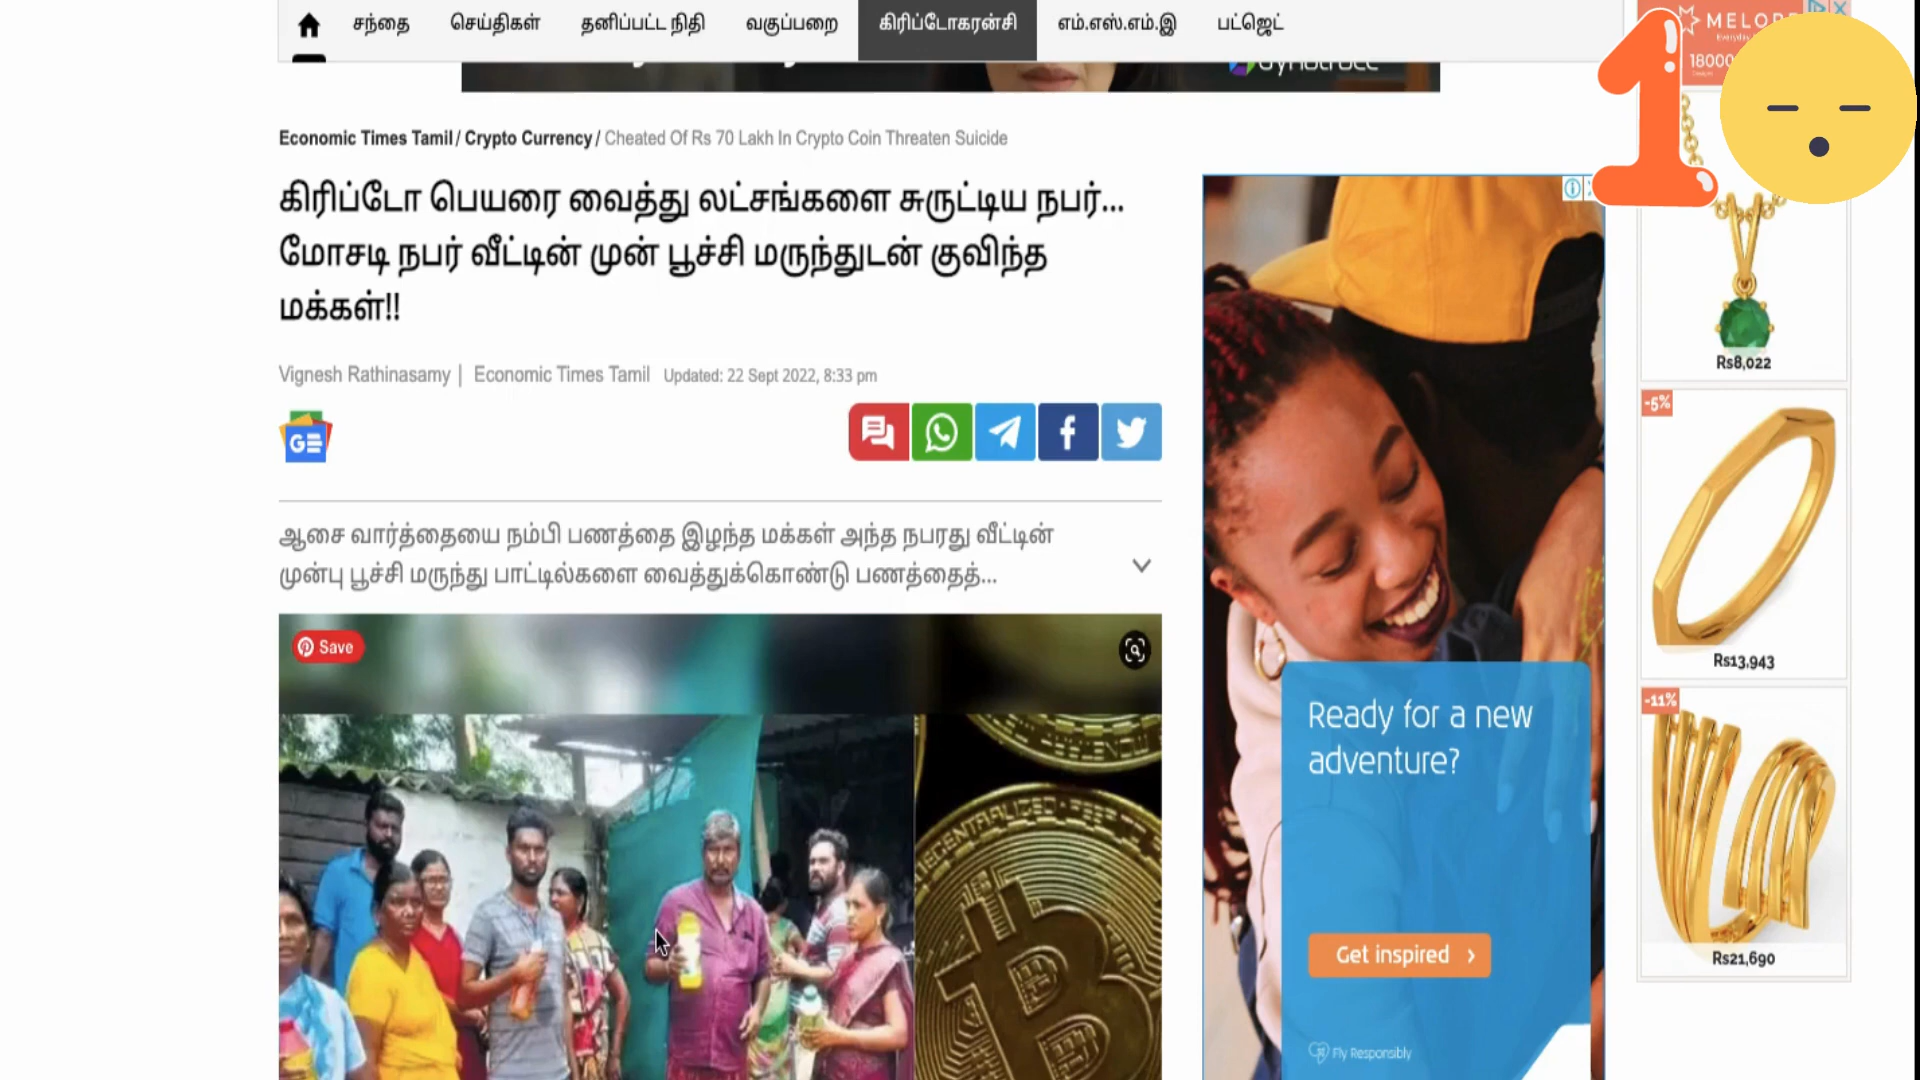 சந்தை செய்திகள் தனிப்பட்ட நிதி வகுப்பறை கிரிப்டோகரன்சி எம்.எஸ்.எம்.இ பட்ஜெட்
Economic Times Tamil / Crypto Currency / Cheated Of Rs 70 Lakh In Crypto Coin Threaten Suicide
கிரிப்டோ பெயரை வைத்து லட்சங்களை சுருட்டிய நபர்...
மோசடி நபர் வீட்டின் முன் பூச்சி மருந்துடன் குவிந்த
மக்கள்!!
Vignesh Rathinasamy | Economic Times Tamil Updated: 22 Sept 2022, 8:33 pm
GE
ஆசை வார்த்தையை நம்பி பணத்தை இழந்த மக்கள் அந்த நபரது வீட்டின்
முன்பு பூச்சி மருந்து பாட்டில்களை வைத்துக்கொண்டு பணத்தைத்...
Save
DECENTRALIZED
Ready for a new
adventure?
Get inspired
Fly Responsibly
1
18000
Rs8,022
-5%
Rs13,943
-11%
Rs21,690